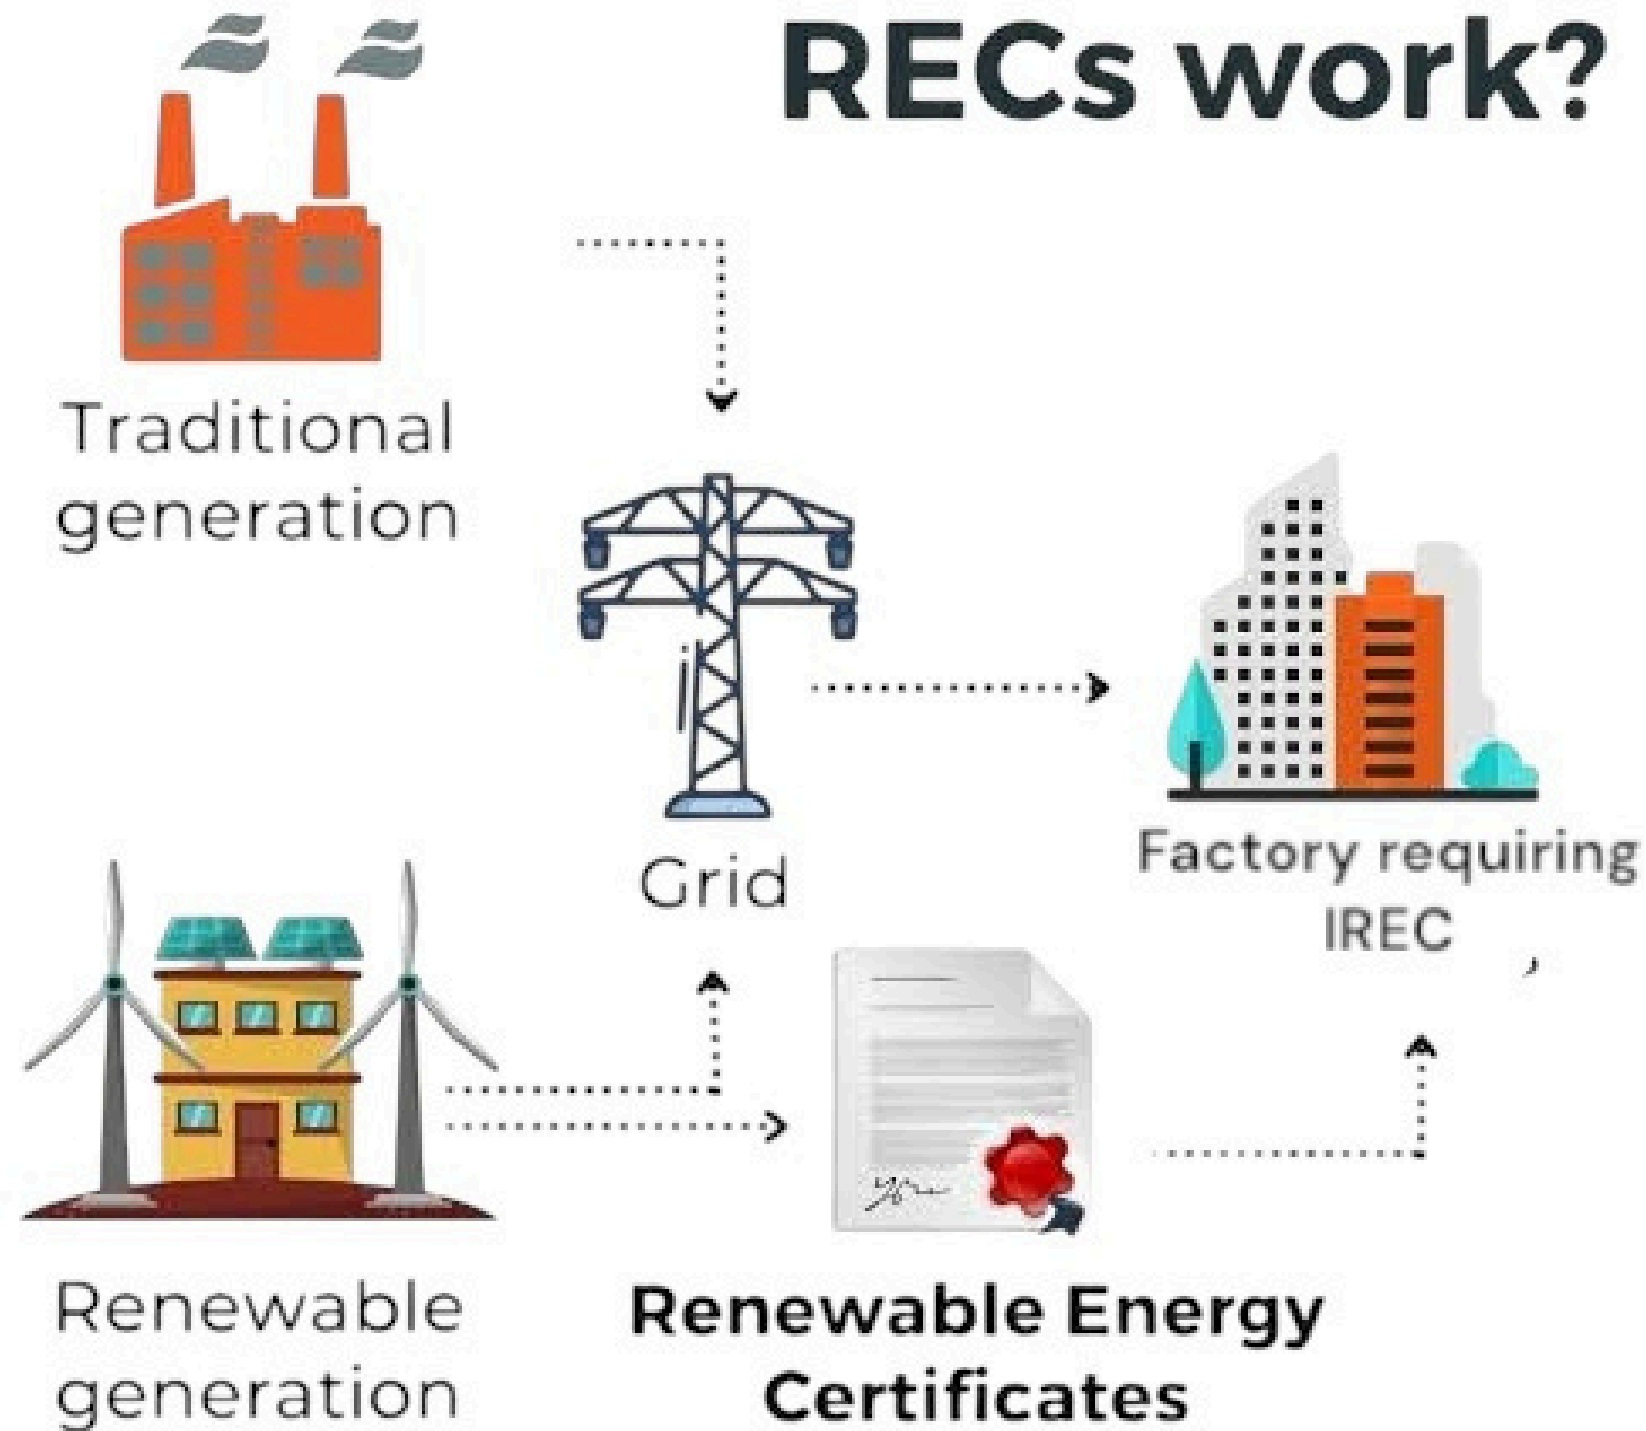 RECs work?
Traditional
generation
Grid
Factory requiring
IREC
Renewable
generation
Renewable Energy
Certificates